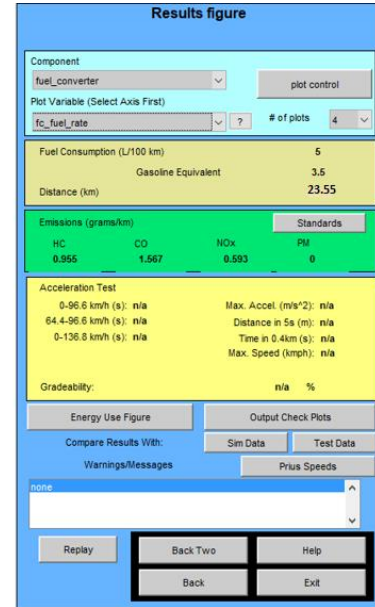 Results figure
Component
fuel_converter
plot control
Plot Variable (Select Axis First)
fc_fuel_rate ? # of plots 4
Fuel Consumption (L/100 km) 5
Gasoline Equivalent 3.5
Distance (km) 23.55
Emissions (grams/km) Standards
HC CO NOx PM
0.955 1.567 0.593 0
Acceleration Test
0-96.6 km/h (s): n/a Max. Accel. (m/s^2): n/a
64.4-96.6 km/h (s): n/a Distance in 5s (m): n/a
0-136.8 km/h (s): n/a Time in 0.4km (s): n/a
Max. Speed (kmph): n/a
Gradeability: n/a %
Energy Use Figure Output Check Plots
Compare Results With: Sim Data Test Data
Warnings/Messages Prius Speeds
none
Replay Back Two Help
Back Exit